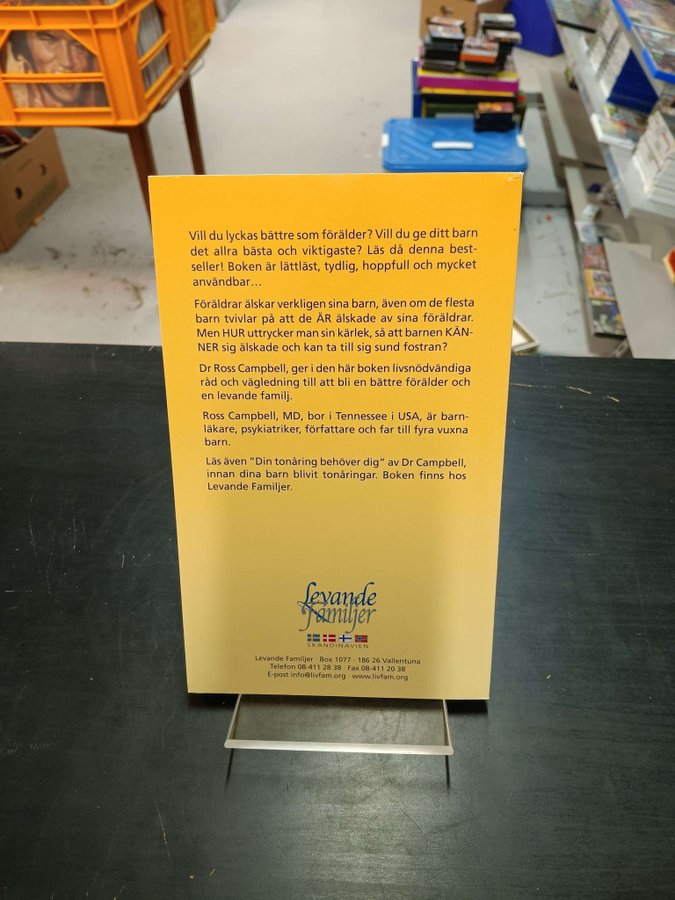 Vill du lyckas bättre som förälder? Vill du ge ditt barn
det allra bästa och viktigaste? Läs då denna best-
seller! Boken är lättläst, tydlig, hoppfull och mycket
användbar...
Föräldrar älskar verkligen sina barn, även om de flesta
barn tvivlar på att de ÄR älskade av sina föräldrar.
Men HUR uttrycker man sin kärlek, så att barnen KÄN-
NER sig älskade och kan ta till sig sund fostran?
Dr Ross Campbell, ger i den här boken livsnödvändiga
råd och vägledning till att bli en bättre förälder och
en levande familj.
Ross Campbell, MD, bor i Tennessee i USA, är barn-
läkare, psykiatriker, författare och far till fyra vuxna
barn.
Läs även ”Din tonåring behöver dig” av Dr Campbell,
innan dina barn blivit tonåringar. Boken finns hos
Levande Familjer.
Levande
Familjer
SKANDINAVIEN
Levande Familjer · Box 1077 · 186 26 Vallentuna
Telefon 08-411 28 38 · Fax 08-411 20 38
E-post info@livfam.org · www.livfam.org